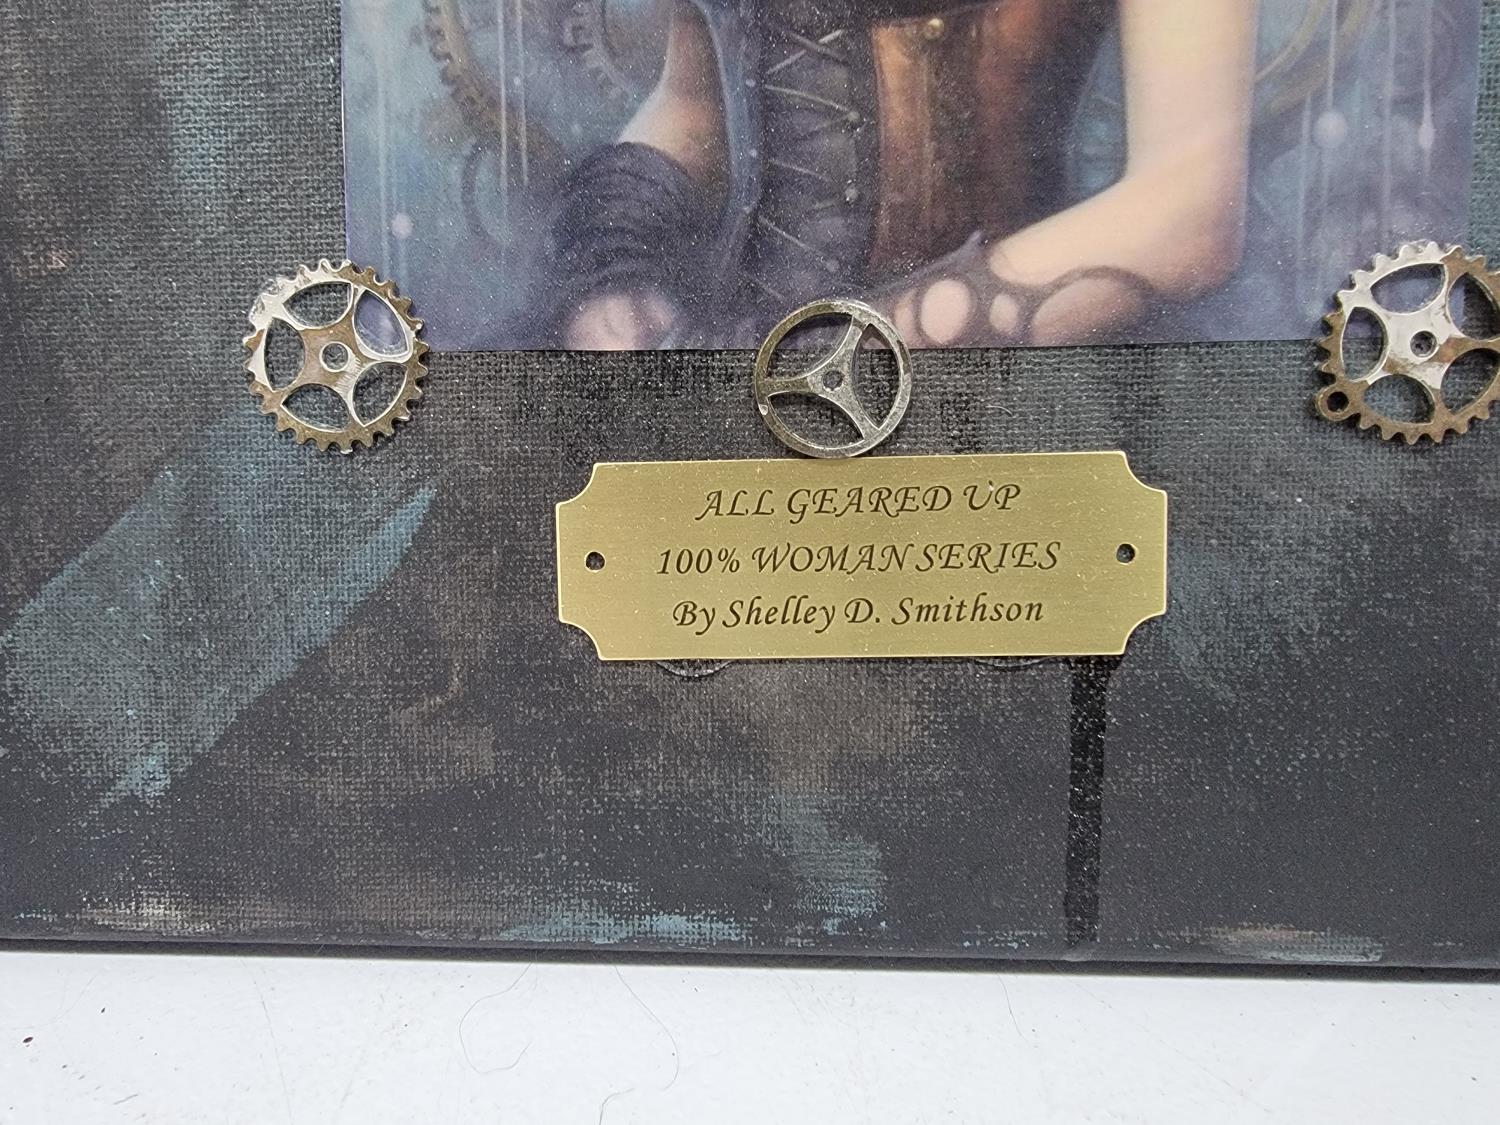 ALL GEARED UP
100% WOMAN SERIES
By Shelley D. Smithson